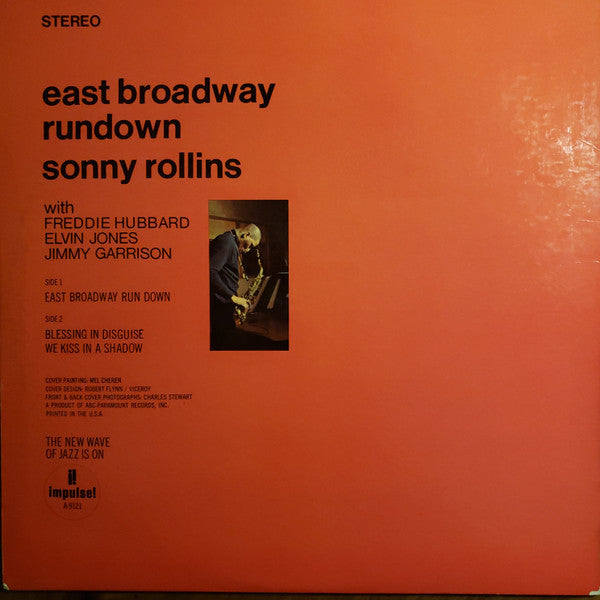 STEREO
east broadway
rundown
sonny rollins
with
FREDDIE HUBBARD
ELVIN JONES
JIMMY GARRISON
SIDE 1
EAST BROADWAY RUN DOWN
SIDE 2
BLESSING IN DISGUISE
WE KISS IN A SHADOW
COVER PAINTING: MEL CHEREN
COVER DESIGN: ROBERT FLYNN / VICEROY
FRONT & BACK COVER PHOTOGRAPHS: CHARLES STEWART
A PRODUCT OF ABC-PARAMOUNT RECORDS, INC.
PRINTED IN THE U.S.A.
THE NEW WAVE
OF JAZZ IS ON
i!
impulse!
A-9121